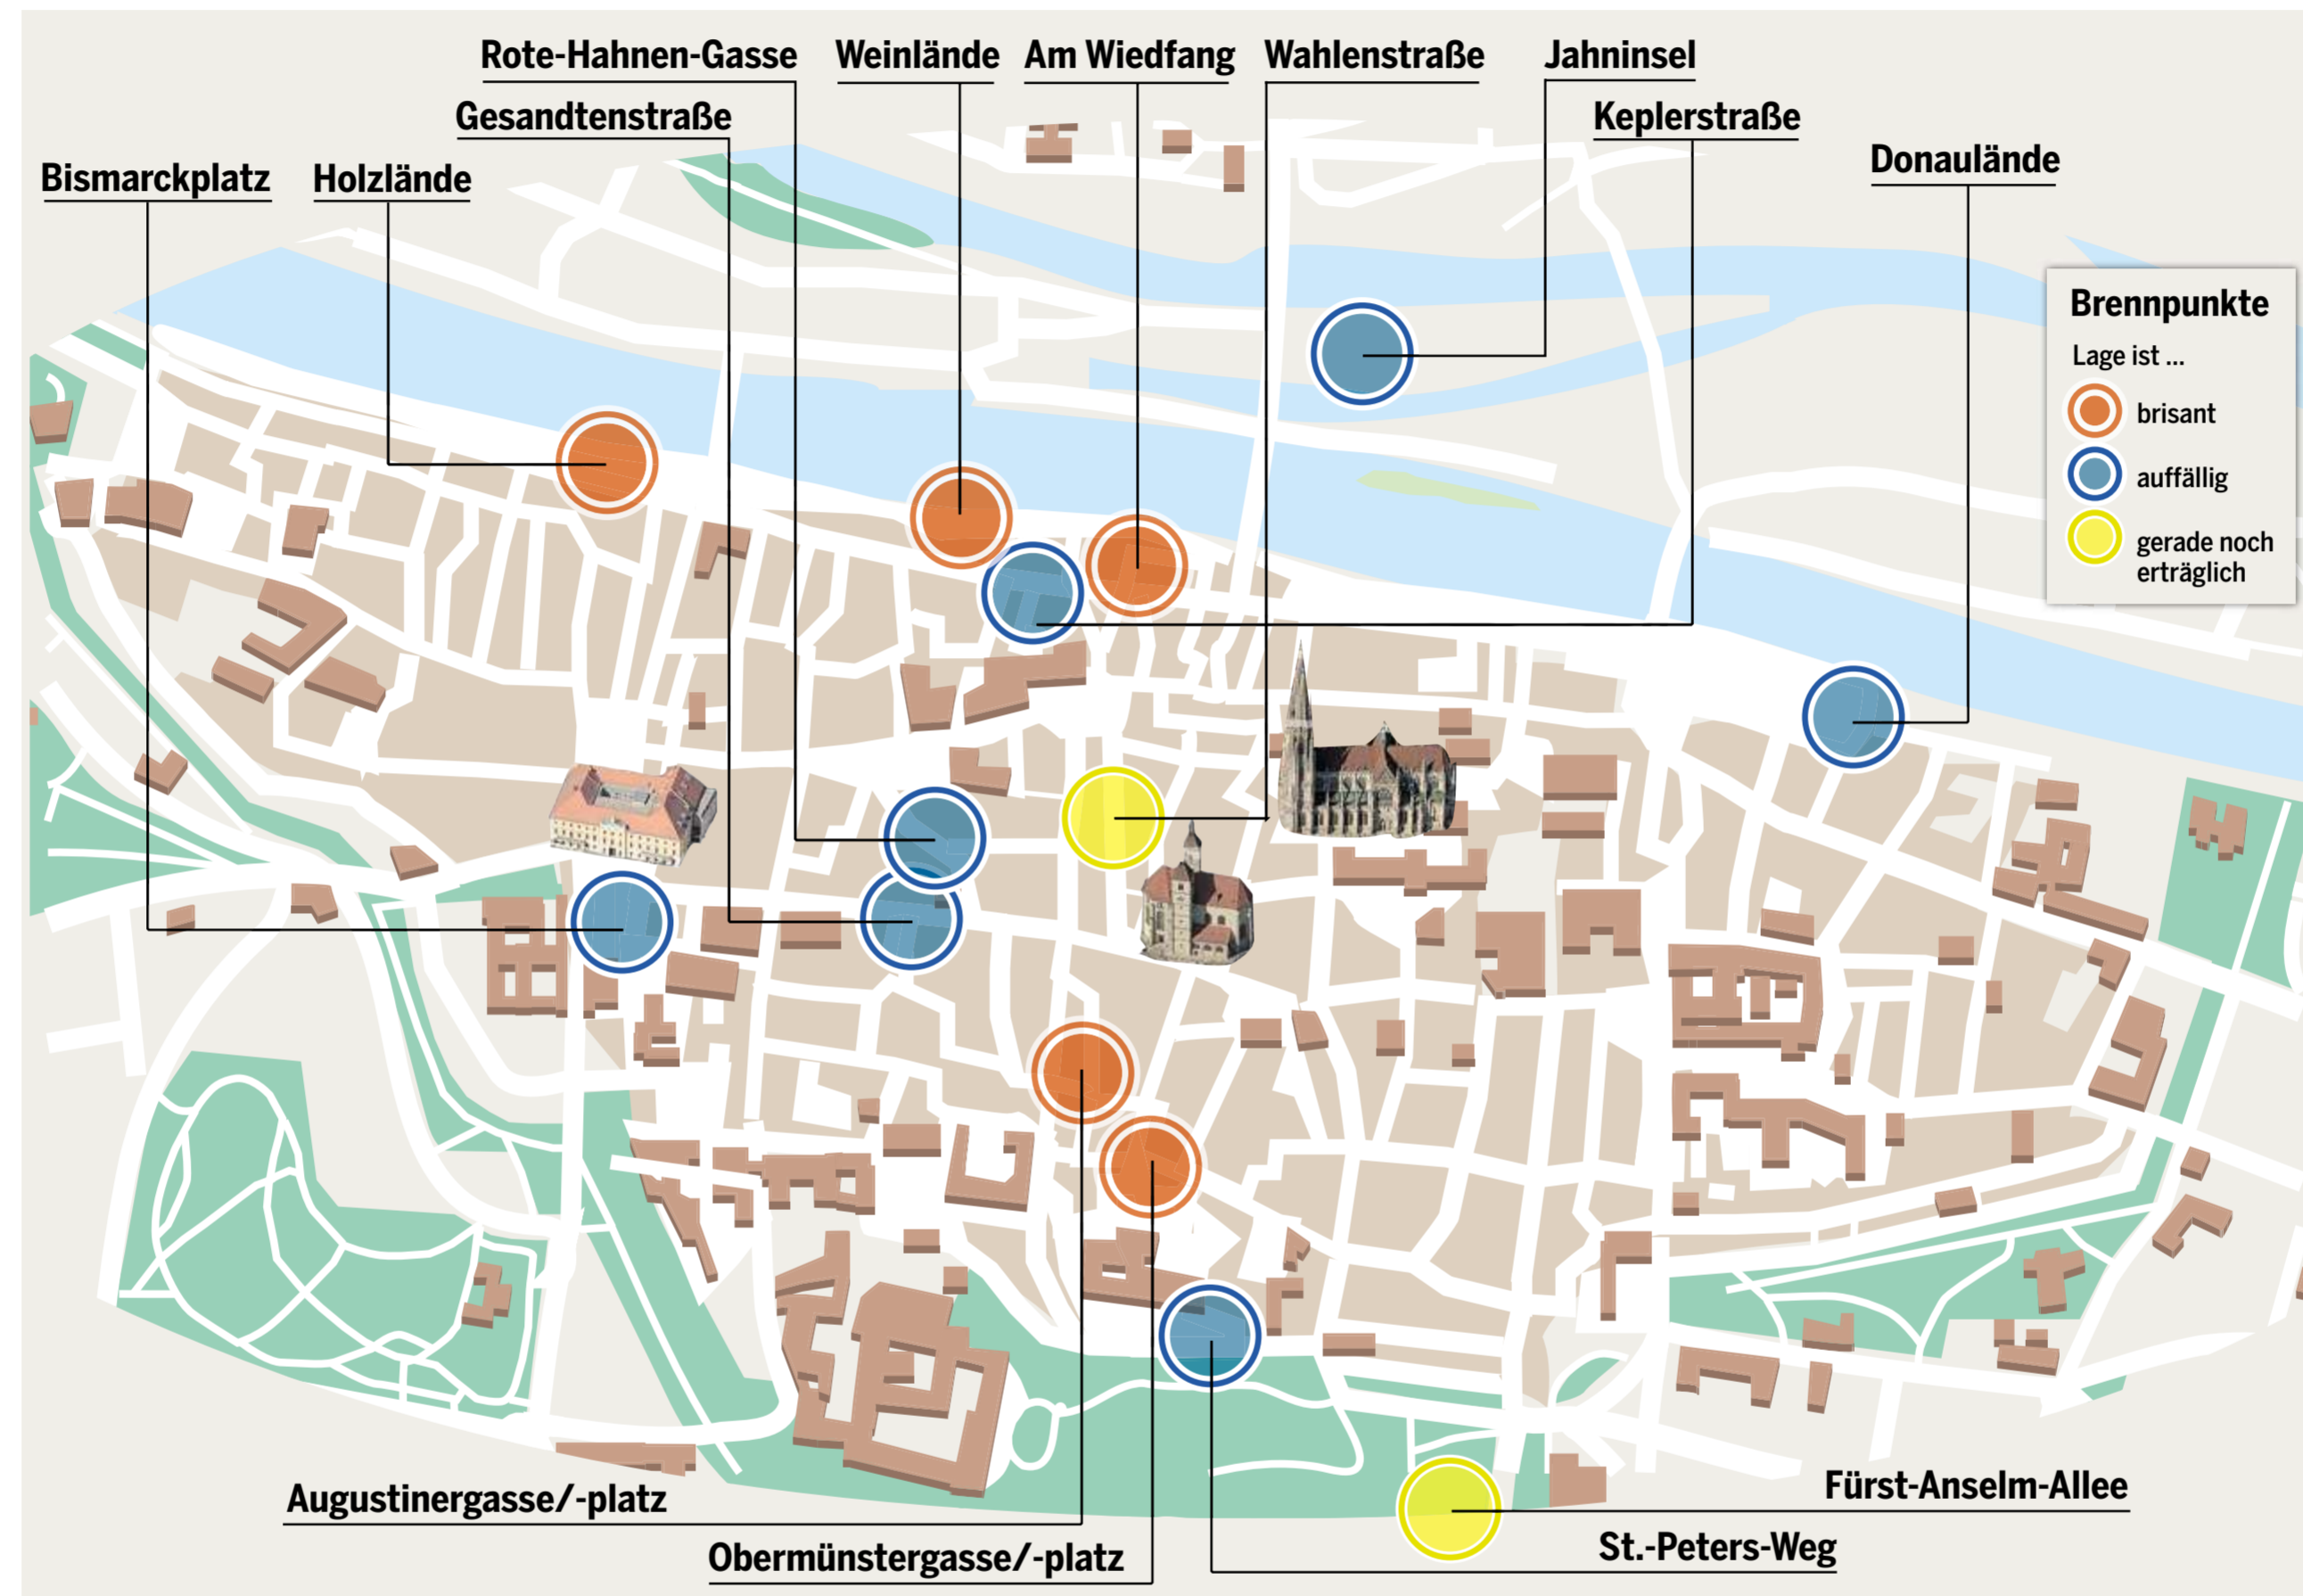 Rote-Hahnen-Gasse
Weinlände
Am Wiedfang
Wahlenstraße
Jahninsel
Gesandtenstraße
Keplerstraße
Bismarckplatz
Holzlände
Donaulände
Brennpunkte
Lage ist ...
brisant
auffällig
gerade noch
erträglich
Augustinergasse/-platz
Fürst-Anselm-Allee
Obermünstergasse/-platz
St.-Peters-Weg